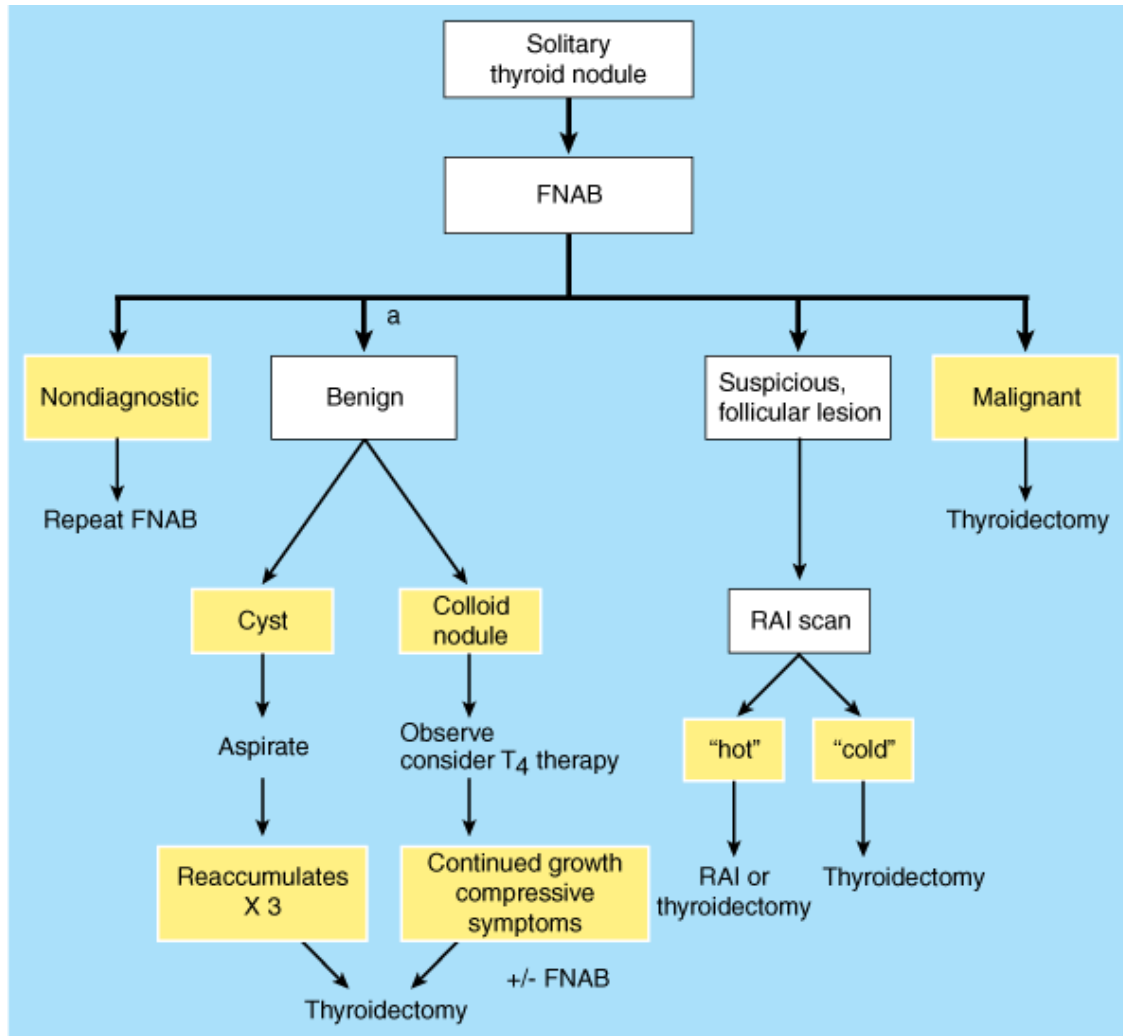 Solitary
thyroid nodule
FNAB
a
Nondiagnostic
Benign
Suspicious,
follicular lesion
Malignant
Repeat FNAB
Thyroidectomy
Cyst
Colloid
nodule
RAI scan
Aspirate
Observe
consider T4 therapy
“hot”
“cold”
Reaccumulates
X 3
Continued growth
compressive
symptoms
RAI or
thyroidectomy
Thyroidectomy
+/- FNAB
Thyroidectomy